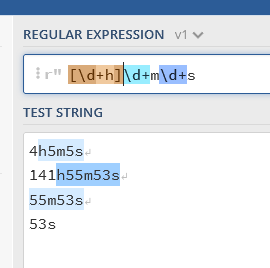 REGULAR EXPRESSION v1
r" [\d+h]\d+m\d+s
TEST STRING
4h5m5s
141h55m53s
55m53s
53s